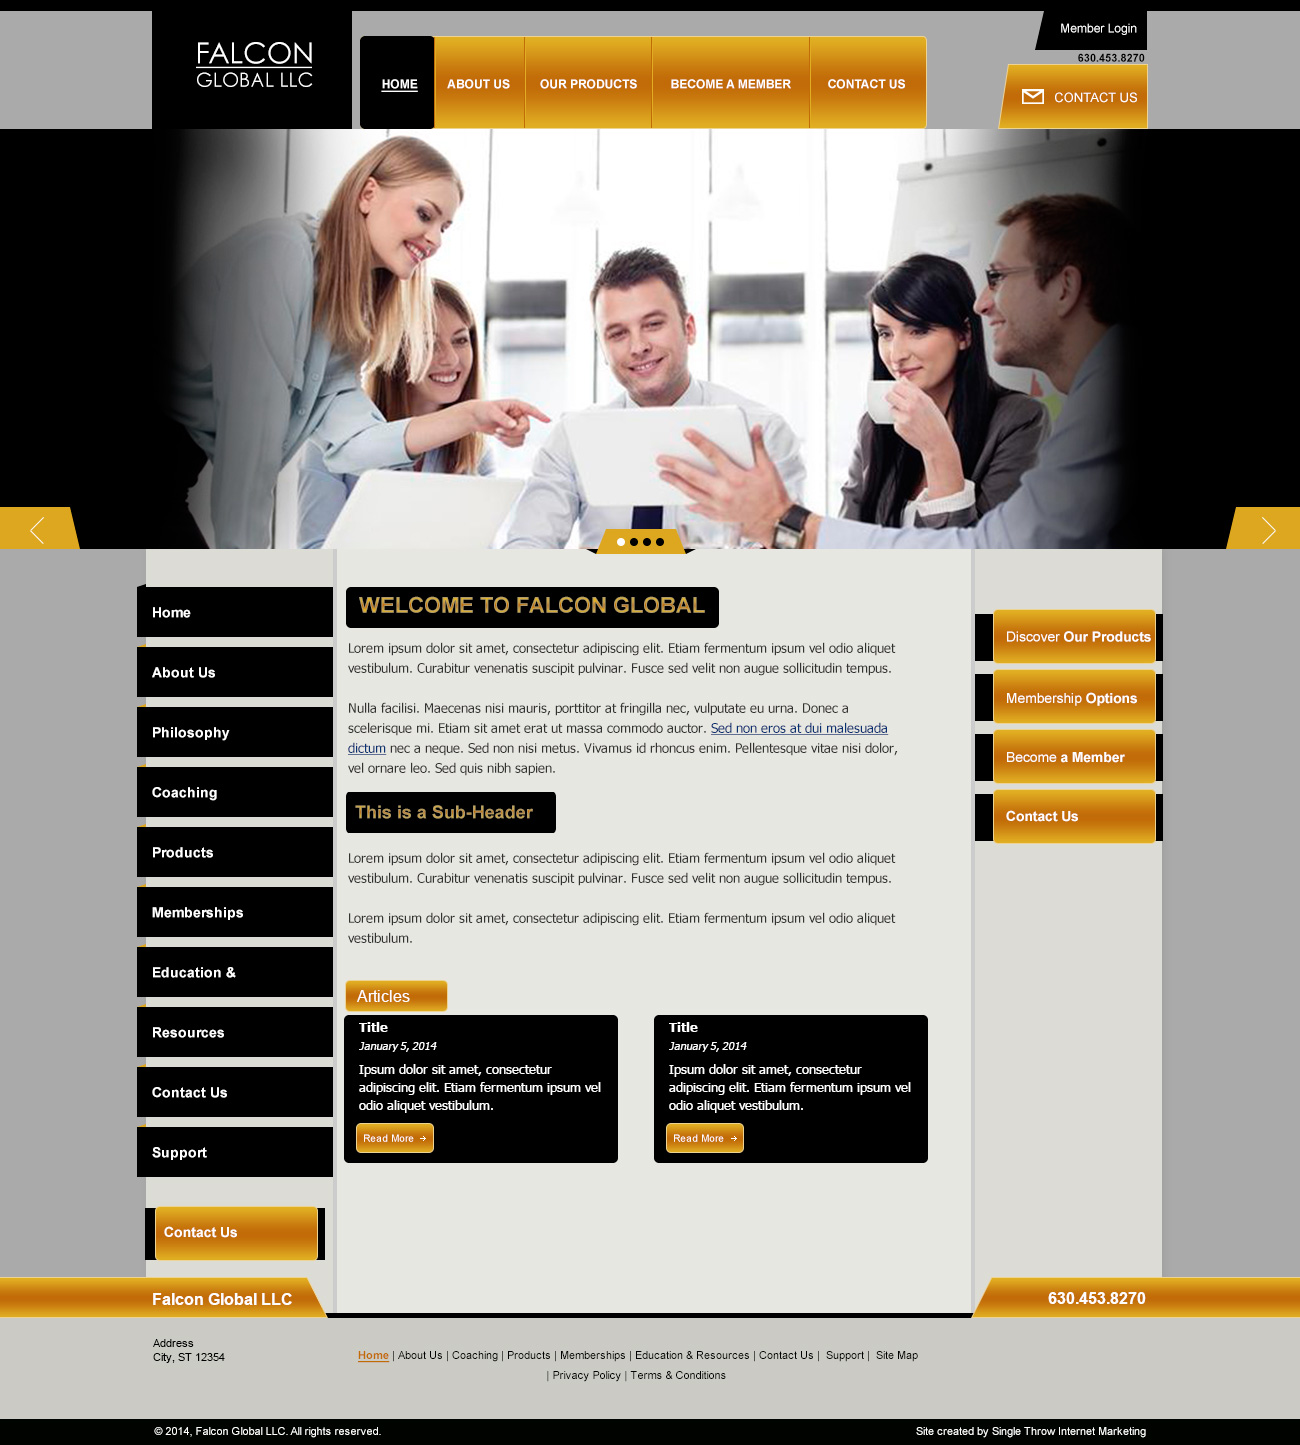 FALCON
GLOBAL LLC
HOME
ABOUT US
OUR PRODUCTS
BECOME A MEMBER
CONTACT US
Member Login
630.453.8270
CONTACT US
Home
About Us
Philosophy
Coaching
Products
Memberships
Education &
Resources
Contact Us
Support
Contact Us
WELCOME TO FALCON GLOBAL
Lorem ipsum dolor sit amet, consectetur adipiscing elit. Etiam fermentum ipsum vel odio aliquet
vestibulum. Curabitur venenatis suscipit pulvinar. Fusce sed velit non augue sollicitudin tempus.
Nulla facilisi. Maecenas nisi mauris, porttitor at fringilla nec, vulputate eu urna. Donec a
scelerisque mi. Etiam sit amet erat ut massa commodo auctor. Sed non eros at dui malesuada
dictum nec a neque. Sed non nisi metus. Vivamus id rhoncus enim. Pellentesque vitae nisi dolor,
vel ornare leo. Sed quis nibh sapien.
This is a Sub-Header
Lorem ipsum dolor sit amet, consectetur adipiscing elit. Etiam fermentum ipsum vel odio aliquet
vestibulum. Curabitur venenatis suscipit pulvinar. Fusce sed velit non augue sollicitudin tempus.
Lorem ipsum dolor sit amet, consectetur adipiscing elit. Etiam fermentum ipsum vel odio aliquet
vestibulum.
Articles
Title
January 5, 2014
Ipsum dolor sit amet, consectetur
adipiscing elit. Etiam fermentum ipsum vel
odio aliquet vestibulum.
Read More →
Title
January 5, 2014
Ipsum dolor sit amet, consectetur
adipiscing elit. Etiam fermentum ipsum vel
odio aliquet vestibulum.
Read More →
Discover Our Products
Membership Options
Become a Member
Contact Us
Falcon Global LLC
630.453.8270
Address
City, ST 12354
Home | About Us | Coaching | Products | Memberships | Education & Resources | Contact Us | Support | Site Map
| Privacy Policy | Terms & Conditions
© 2014, Falcon Global LLC. All rights reserved.
Site created by Single Throw Internet Marketing